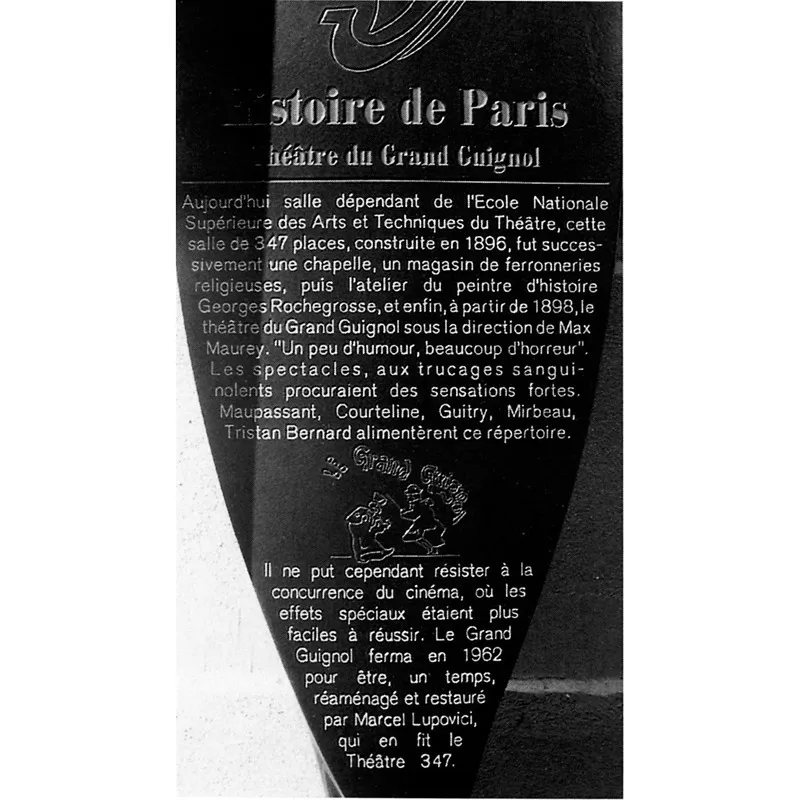 Histoire de Paris
Théâtre du Grand Guignol
Aujourd'hui salle dépendant de l'Ecole Nationale
Supérieure des Arts et Techniques du Théâtre, cette
salle de 347 places, construite en 1896, fut succes-
sivement une chapelle, un magasin de ferronneries
religieuses, puis l'atelier du peintre d'histoire
Georges Rochegrosse, et enfin, à partir de 1898, le
théâtre du Grand Guignol sous la direction de Max
Maurey. "Un peu d'humour, beaucoup d'horreur".
Les spectacles, aux trucages sangui-
nolents procuraient des sensations fortes.
Maupassant, Courteline, Guitry, Mirbeau,
Tristan Bernard alimentèrent ce répertoire.
Le Grand Guignol
Il ne put cependant résister à la
concurrence du cinéma, où les
effets spéciaux étaient plus
faciles à réussir. Le Grand
Guignol ferma en 1962
pour être, un temps,
réaménagé et restauré
par Marcel Lupovici,
qui en fit le
Théâtre 347.